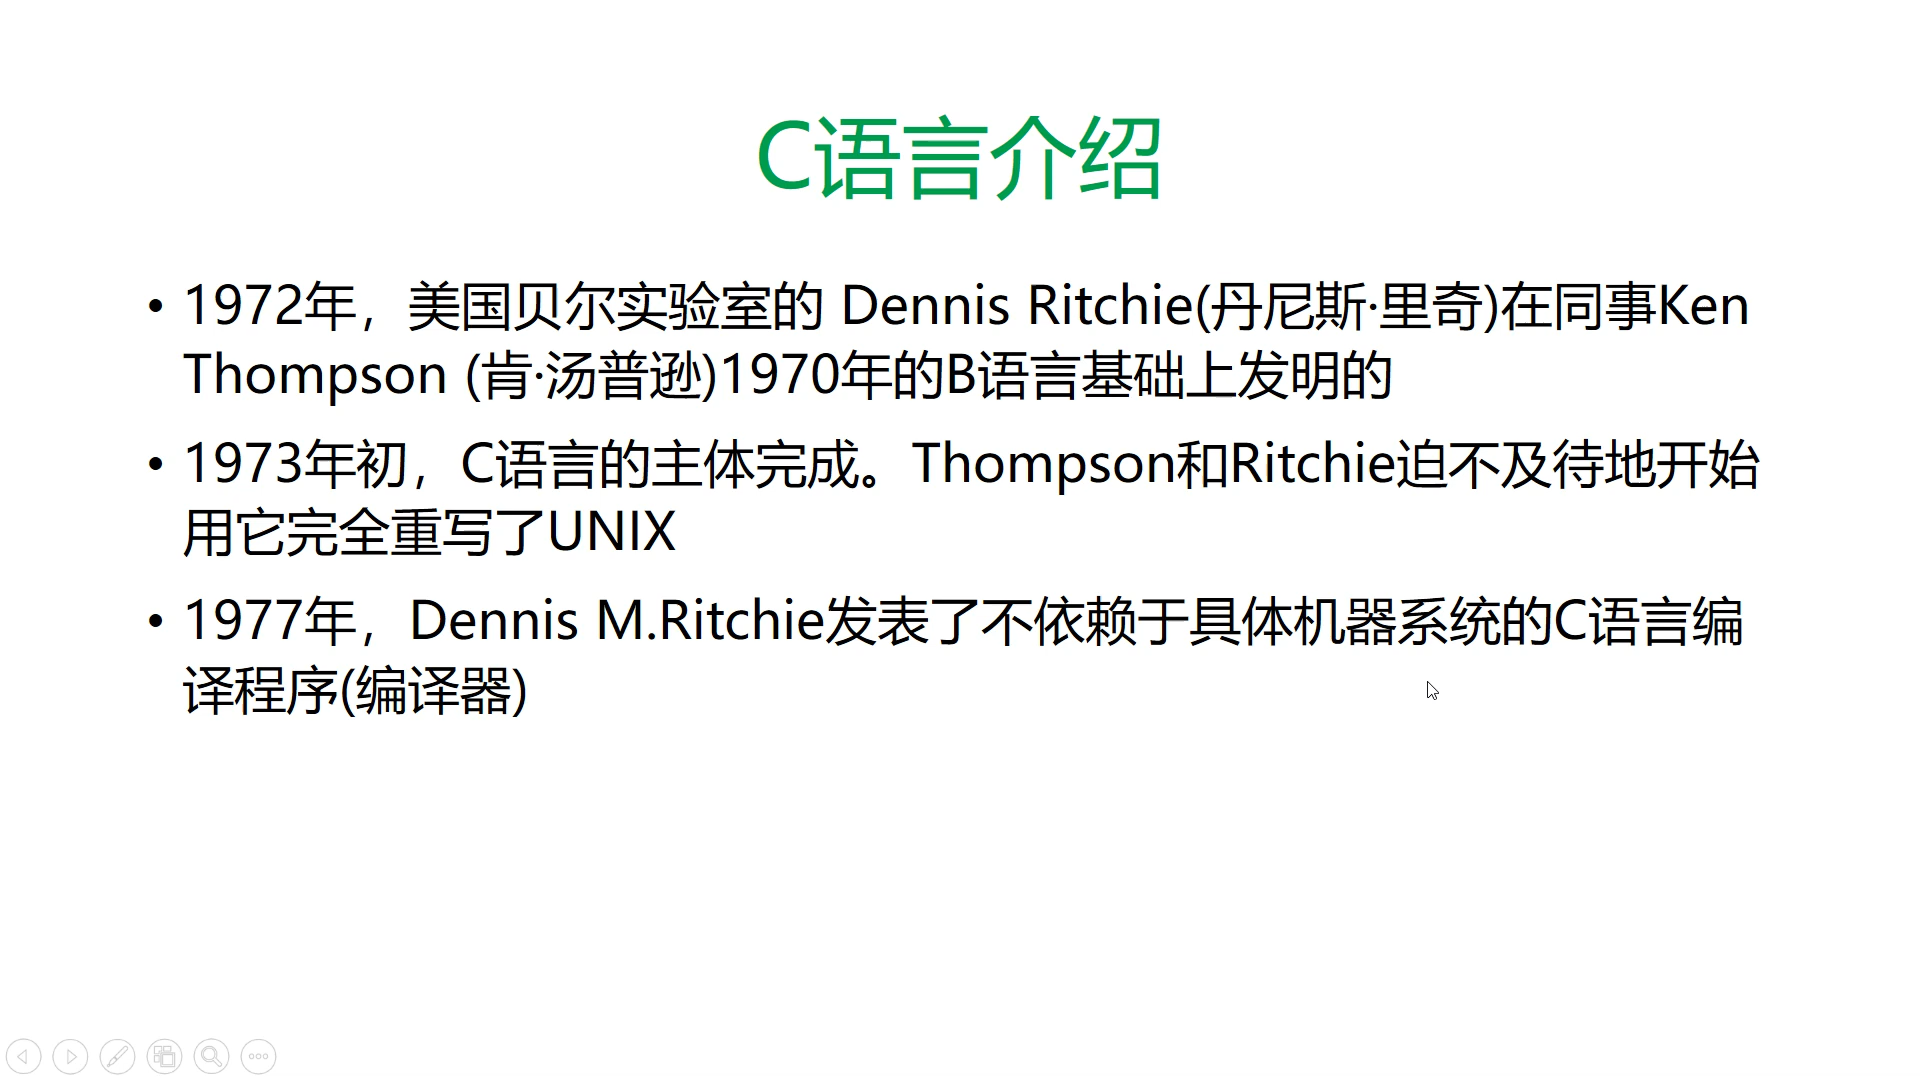 C语言介绍
• 1972年，美国贝尔实验室的 Dennis Ritchie(丹尼斯·里奇)在同事Ken
Thompson (肯·汤普逊)1970年的B语言基础上发明的
• 1973年初，C语言的主体完成。Thompson和Ritchie迫不及待地开始
用它完全重写了UNIX
• 1977年，Dennis M.Ritchie发表了不依赖于具体机器系统的C语言编
译程序(编译器)